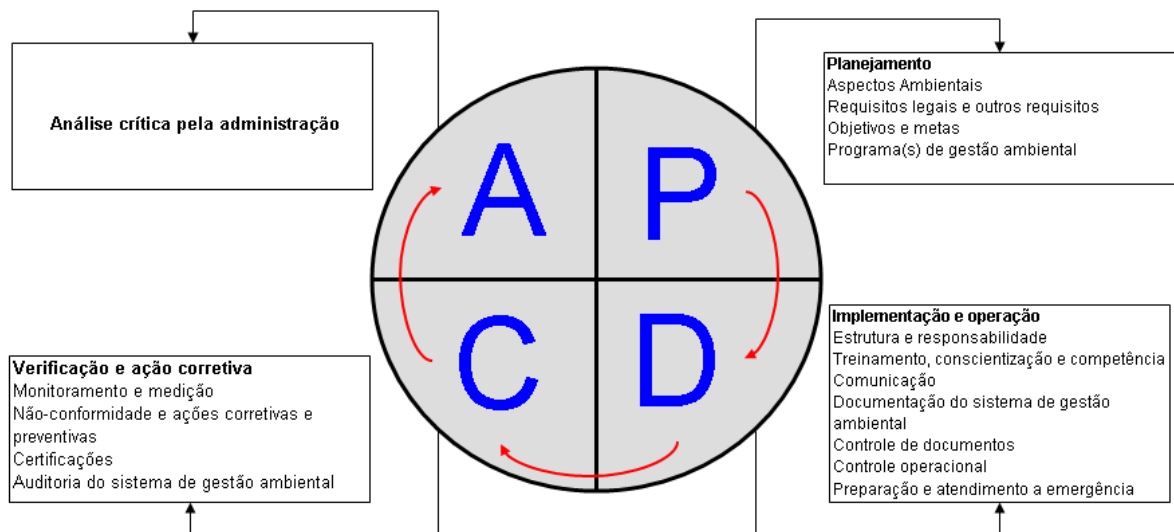 Análise crítica pela administração
A
P
C
D
Planejamento
Aspectos Ambientais
Requisitos legais e outros requisitos
Objetivos e metas
Programa(s) de gestão ambiental
Verificação e ação corretiva
Monitoramento e medição
Não-conformidade e ações corretivas e
preventivas
Certificações
Auditoria do sistema de gestão ambiental
Implementação e operação
Estrutura e responsabilidade
Treinamento, conscientização e competência
Comunicação
Documentação do sistema de gestão
ambiental
Controle de documentos
Controle operacional
Preparação e atendimento a emergência